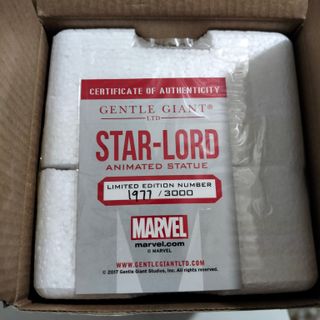 CERTIFICATE OF AUTHENTICITY
GENTLE GIANT®
LTD
STAR-LORD
ANIMATED STATUE
LIMITED EDITION NUMBER
1977 / 3000
MARVEL
marvel.com
© MARVEL
WWW.GENTLEGIANTLTD.COM
© 2017 Gentle Giant Studios, Inc. All rights reserved.